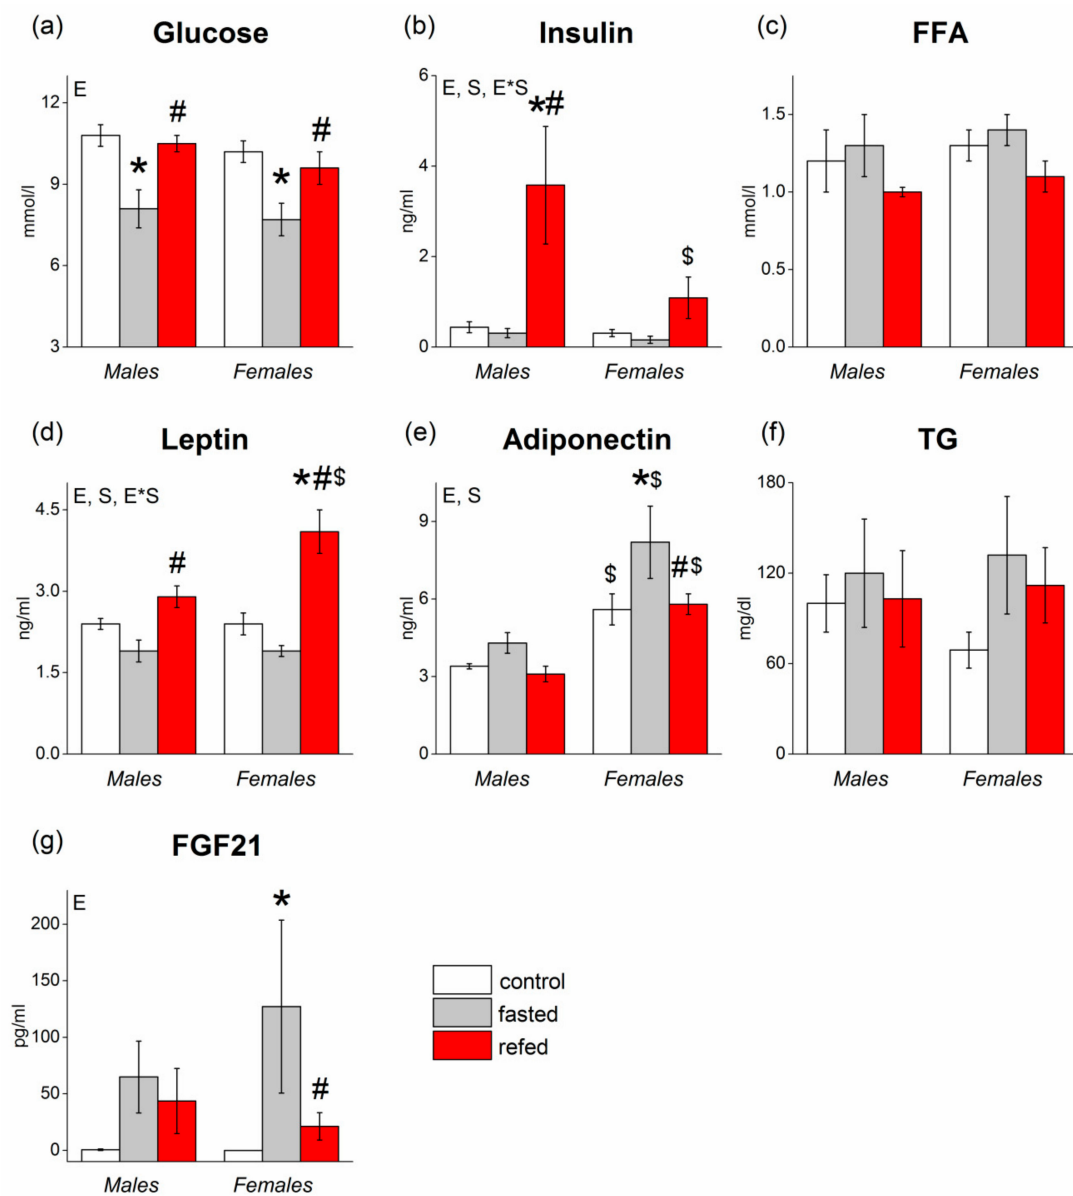 (a) Glucose
E
12
9
6
3
mmol/l
*
#
*
#
Males Females
(b) Insulin
E, S, E*S
6
4
2
0
ng/ml
*#
$
Males Females
(c) FFA
1.5
1.0
0.5
0.0
mmol/l
Males Females
(d) Leptin
E, S, E*S
4.5
3.0
1.5
0.0
ng/ml
#
*#$
Males Females
(e) Adiponectin
E, S
9
6
3
0
ng/ml
$
*$
#$
Males Females
(f) TG
180
120
60
0
mg/dl
Males Females
(g) FGF21
E
200
150
100
50
0
pg/ml
*
#
Males Females
control
fasted
refed